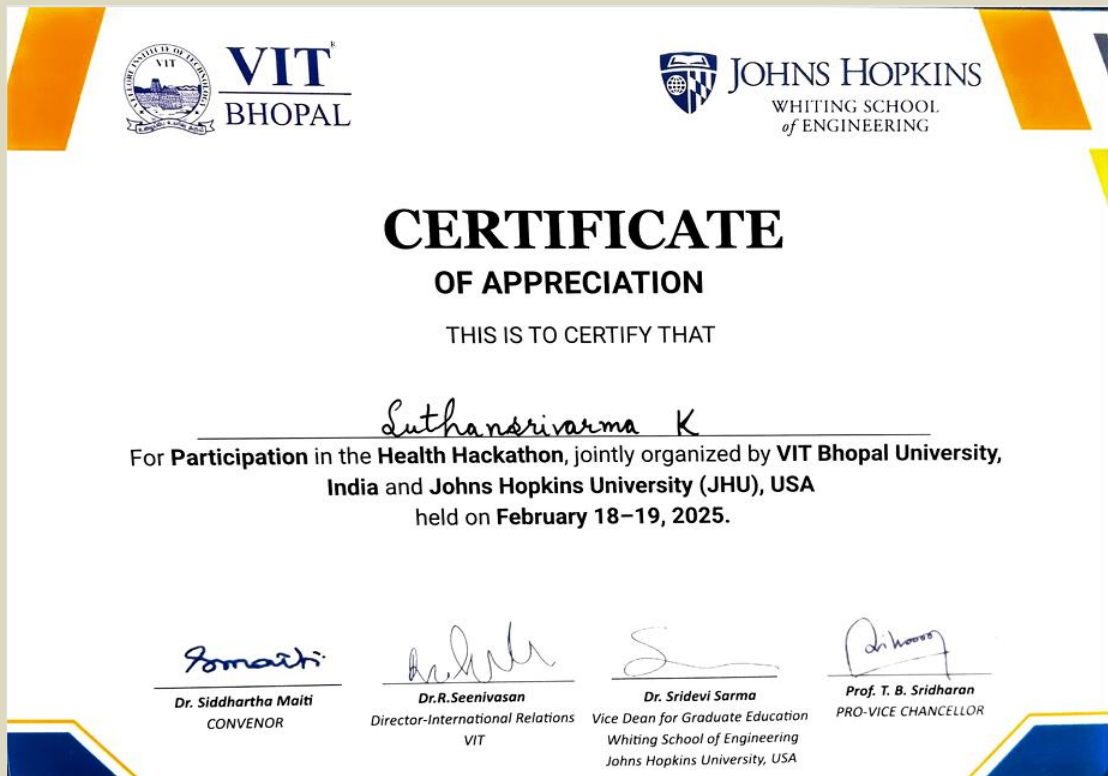 VIT
BHOPAL
VIT
JOHNS HOPKINS
WHITING SCHOOL
of ENGINEERING
CERTIFICATE
OF APPRECIATION
THIS IS TO CERTIFY THAT
Suthansrivarma K
For Participation in the Health Hackathon, jointly organized by VIT Bhopal University,
India and Johns Hopkins University (JHU), USA
held on February 18–19, 2025.
Dr. Siddhartha Maiti
CONVENOR
Dr.R.Seenivasan
Director-International Relations
VIT
Dr. Sridevi Sarma
Vice Dean for Graduate Education
Whiting School of Engineering
Johns Hopkins University, USA
Prof. T. B. Sridharan
PRO-VICE CHANCELLOR